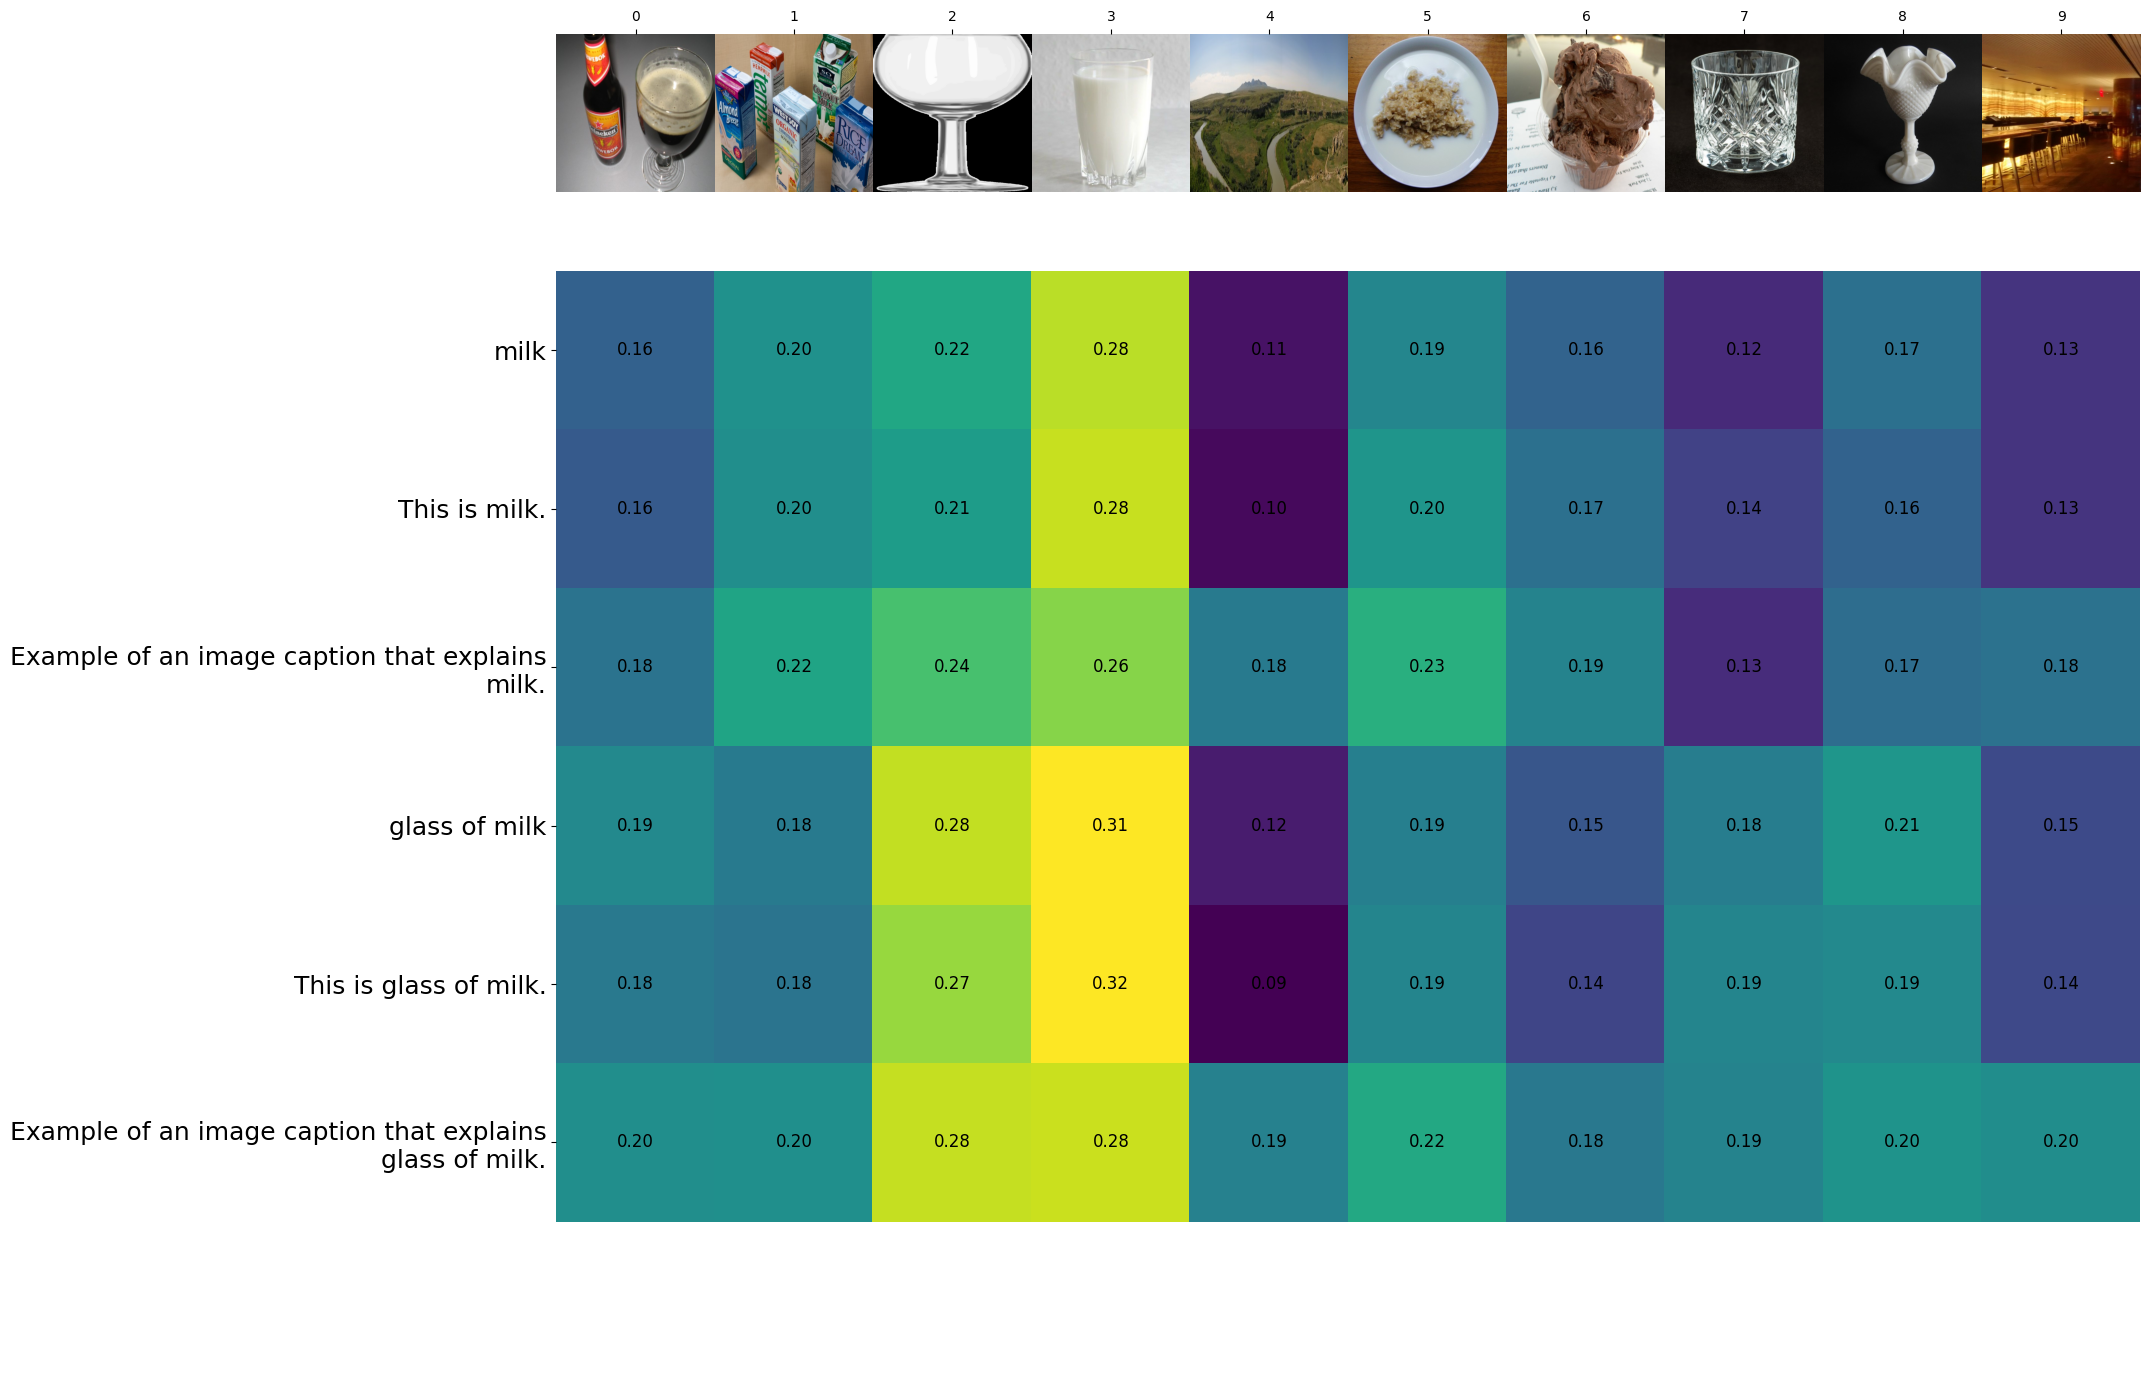 0 1 2 3 4 5 6 7 8 9
Almond
Breeze
RICE
DREAM
ORGANIC
milk 0.16 0.20 0.22 0.28 0.11 0.19 0.16 0.12 0.17 0.13
This is milk. 0.16 0.20 0.21 0.28 0.10 0.20 0.17 0.14 0.16 0.13
Example of an image caption that explains
milk. 0.18 0.22 0.24 0.26 0.18 0.23 0.19 0.13 0.17 0.18
glass of milk 0.19 0.18 0.28 0.31 0.12 0.19 0.15 0.18 0.21 0.15
This is glass of milk. 0.18 0.18 0.27 0.32 0.09 0.19 0.14 0.19 0.19 0.14
Example of an image caption that explains
glass of milk. 0.20 0.20 0.28 0.28 0.19 0.22 0.18 0.19 0.20 0.20